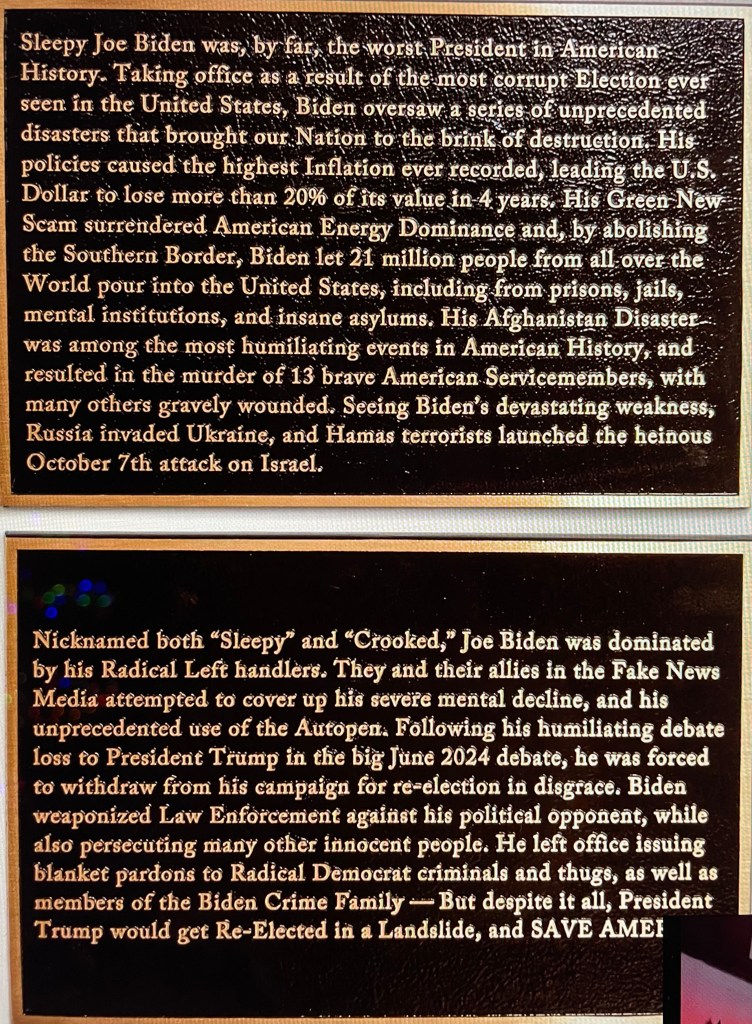 Sleepy Joe Biden was, by far, the worst President in American
History. Taking office as a result of the most corrupt Election ever
seen in the United States, Biden oversaw a series of unprecedented
disasters that brought our Nation to the brink of destruction. His
policies caused the highest Inflation ever recorded, leading the U.S.
Dollar to lose more than 20% of its value in 4 years. His Green New
Scam surrendered American Energy Dominance and, by abolishing
the Southern Border, Biden let 21 million people from all over the
World pour into the United States, including from prisons, jails,
mental institutions, and insane asylums. His Afghanistan Disaster
was among the most humiliating events in American History, and
resulted in the murder of 13 brave American Servicemembers, with
many others gravely wounded. Seeing Biden's devastating weakness,
Russia invaded Ukraine, and Hamas terrorists launched the heinous
October 7th attack on Israel.
Nicknamed both "Sleepy" and "Crooked," Joe Biden was dominated
by his Radical Left handlers. They and their allies in the Fake News
Media attempted to cover up his severe mental decline, and his
unprecedented use of the Autopen. Following his humiliating debate
loss to President Trump in the big June 2024 debate, he was forced
to withdraw from his campaign for re-election in disgrace. Biden
weaponized Law Enforcement against his political opponent, while
also persecuting many other innocent people. He left office issuing
blanket pardons to Radical Democrat criminals and thugs, as well as
members of the Biden Crime Family — But despite it all, President
Trump would get Re-Elected in a Landslide, and SAVE